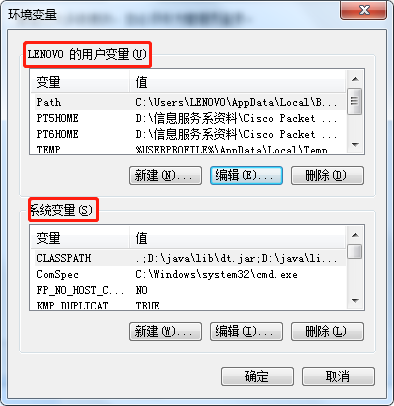 环境变量
LENOVO 的用户变量(U)
变量 值
Path C:\Users\LENOVO\AppData\Local\B...
PT5HOME D:\信息服务系资料\Cisco Packet ...
PT6HOME D:\信息服务系资料\Cisco Packet ...
TEMP %USERPROFILE%\AppData\Local\Temp
新建(N)... 编辑(E)... 删除(D)
系统变量(S)
变量 值
CLASSPATH .;D:\java\lib\dt.jar;D:\java\li...
ComSpec C:\Windows\system32\cmd.exe
FP_NO_HOST_C... NO
KMP_DUPLICAT... TRUE
新建(W)... 编辑(I)... 删除(L)
确定 取消